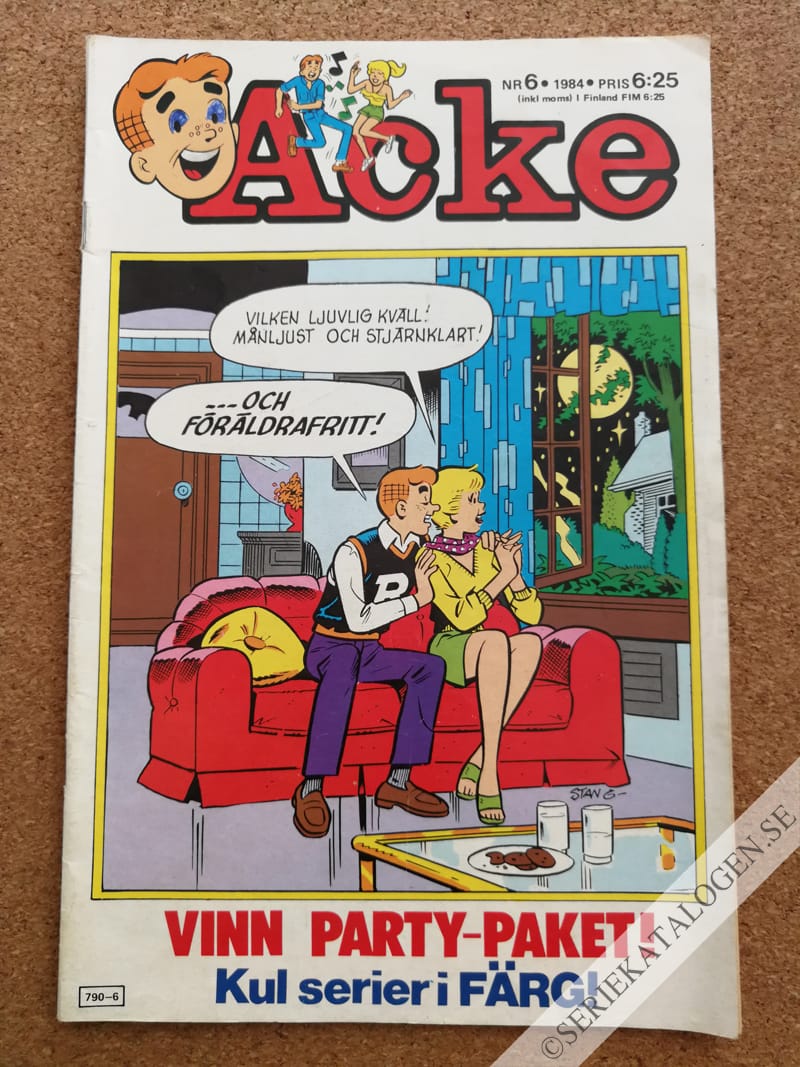 Acke
NR 6 • 1984 • PRIS 6:25
(inkl moms) I Finland FIM 6:25
VILKEN LJUVLIG KVÄLL!
MÅNLJUST OCH STJÄRNKLART!
---OCH
FÖRÄLDRAFRITT!
R
STAN G–
VINN PARTY-PAKET!
Kul serier i FÄRG!
790–6
©SERIEKATALOGEN.SE